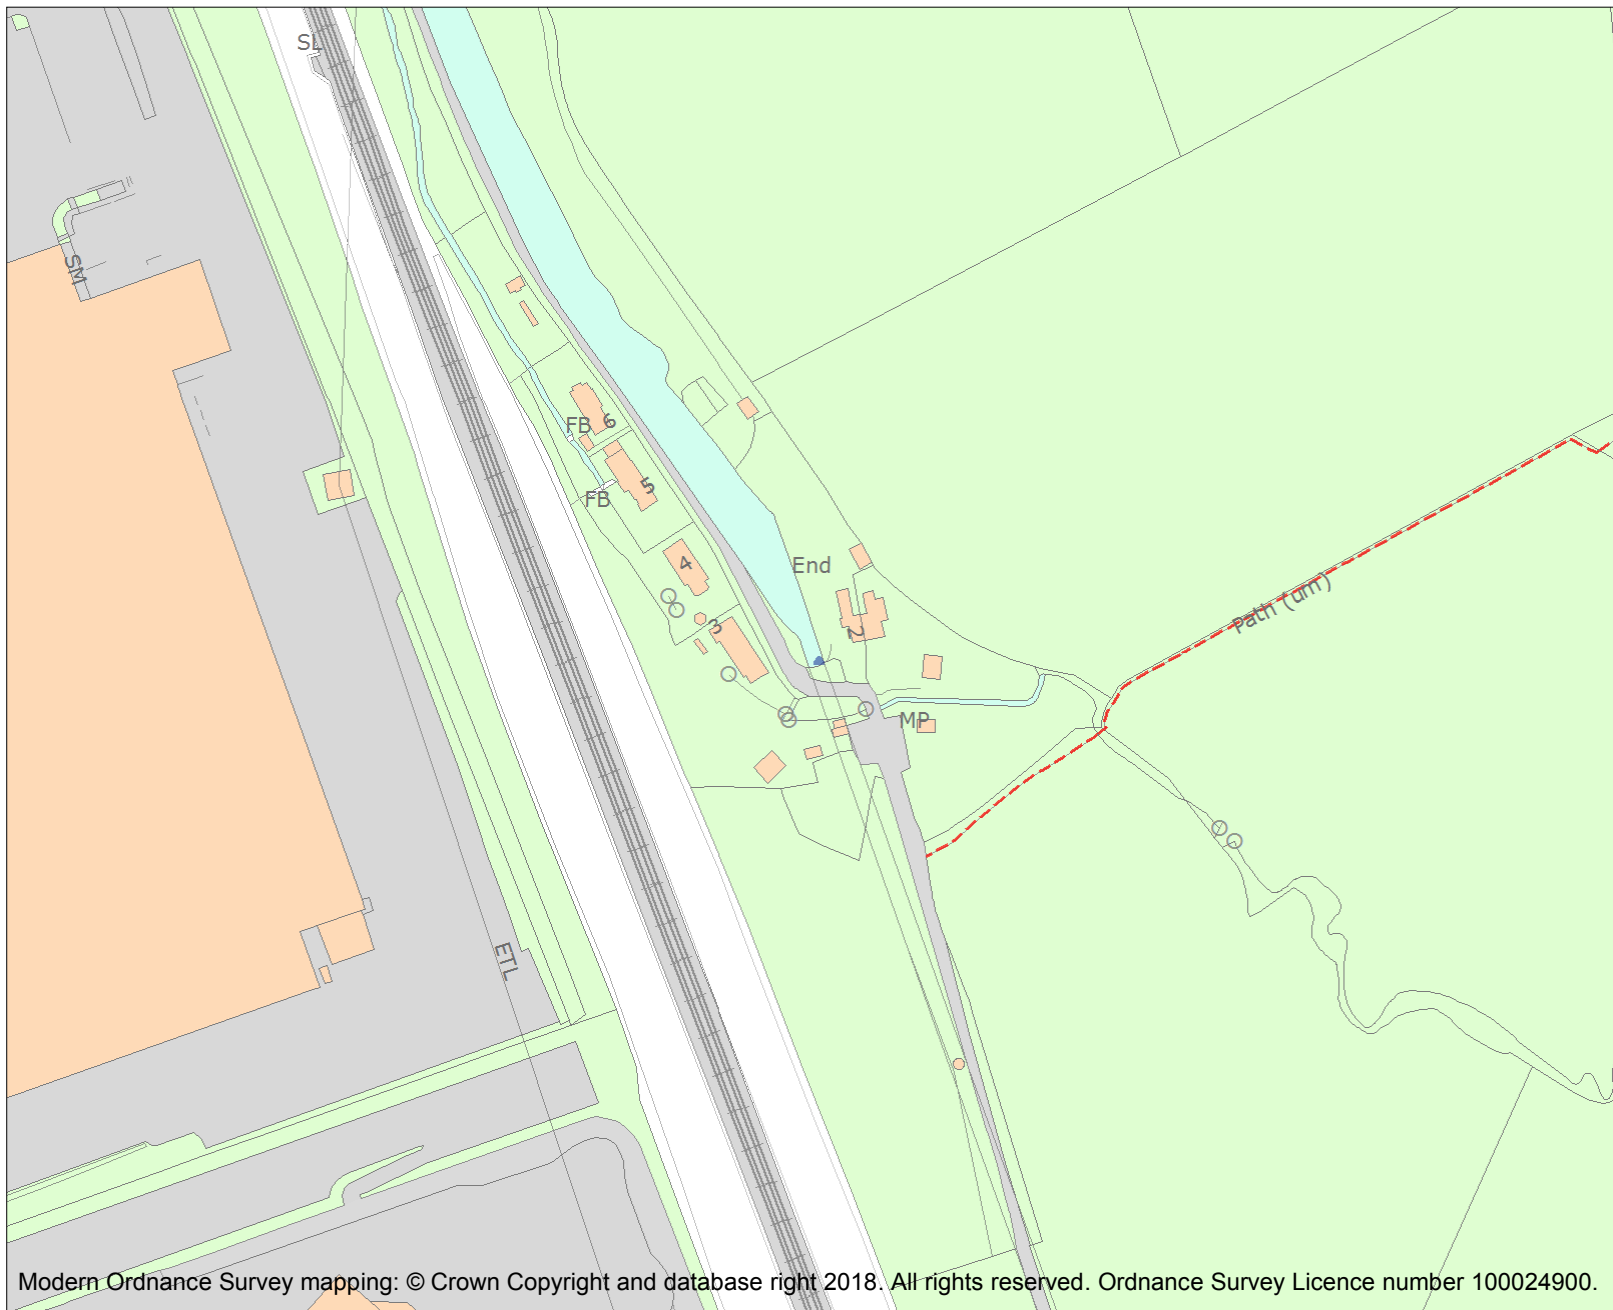 SL
SM
FB
6
FB
5
4
3
End
2
MP
Path (um)
ETL
Modern Ordnance Survey mapping: © Crown Copyright and database right 2018. All rights reserved. Ordnance Survey Licence number 100024900.